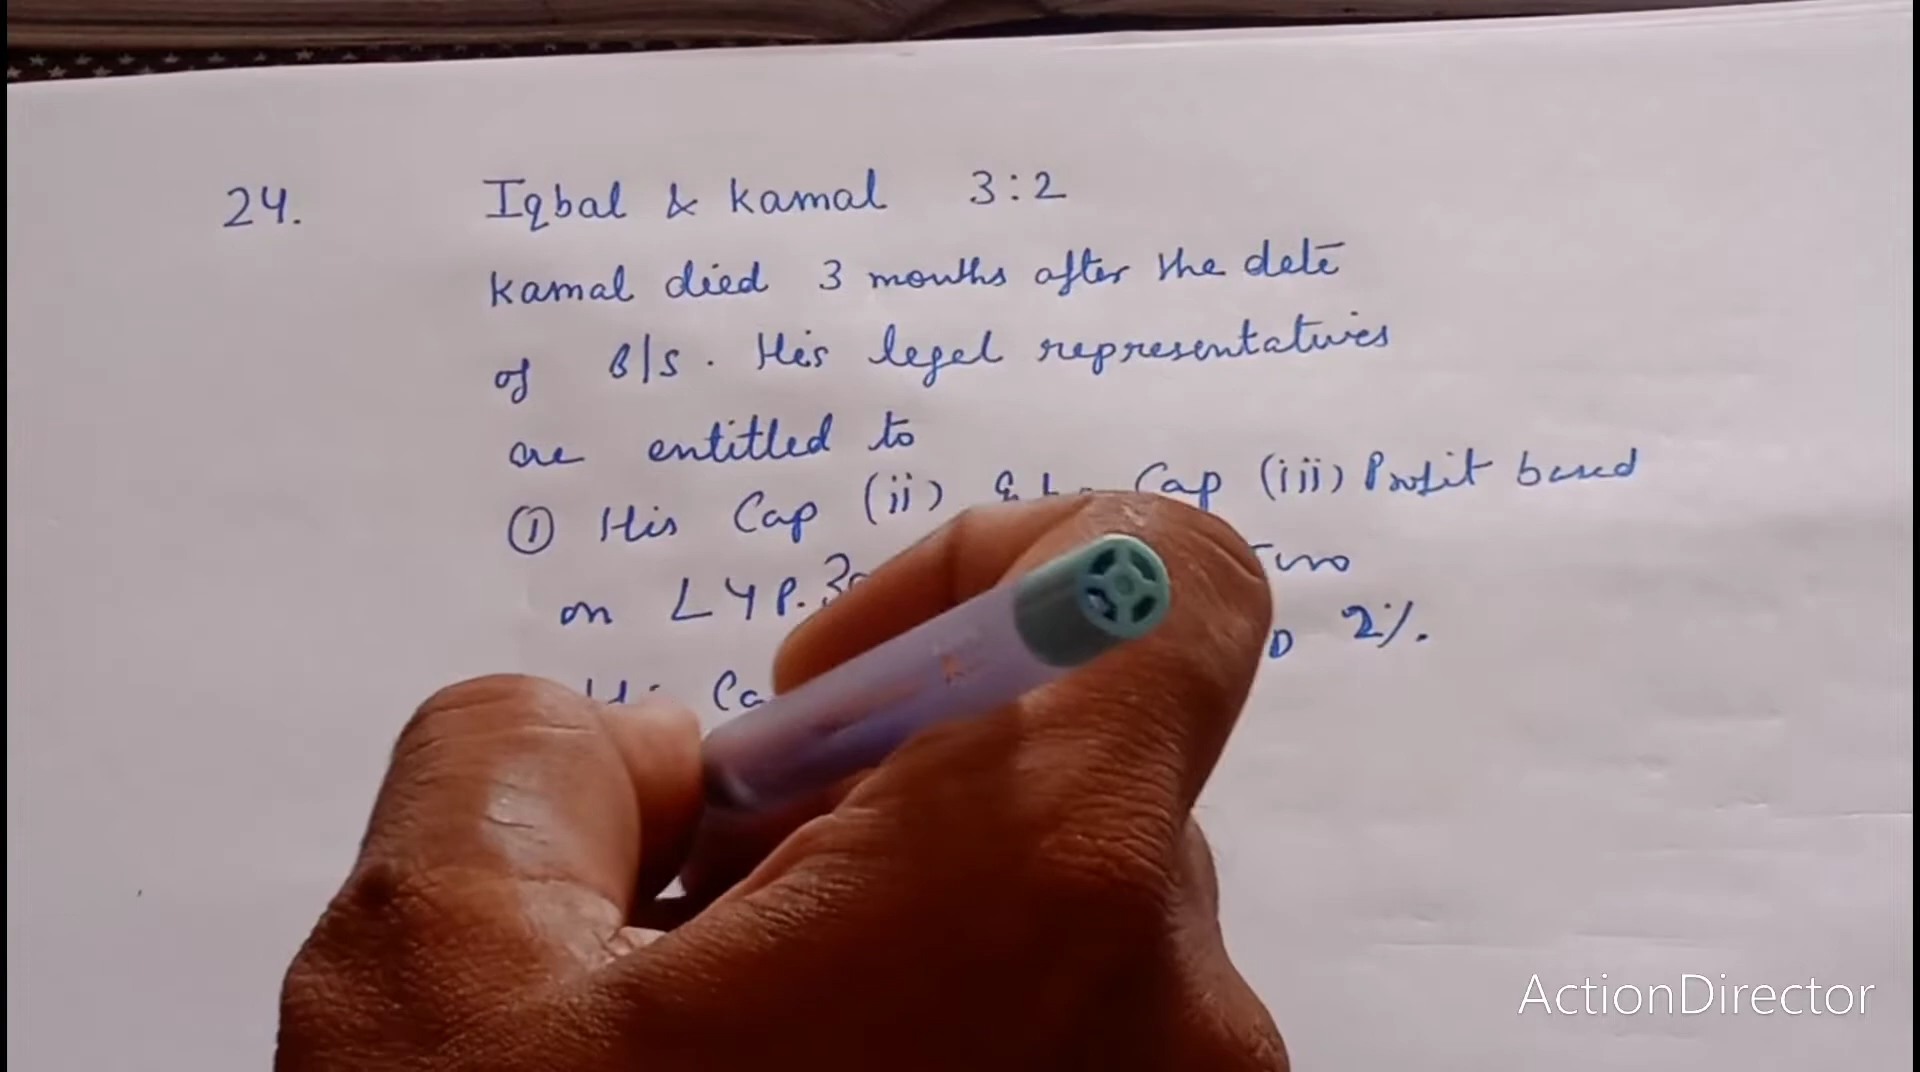 24. Iqbal & Kamal 3:2
Kamal died 3 months after the date
of B/S. His legal representatives
are entitled to
① His Cap (ii) Cap (iii) Profit based
on LYP.
D 2%.
ActionDirector